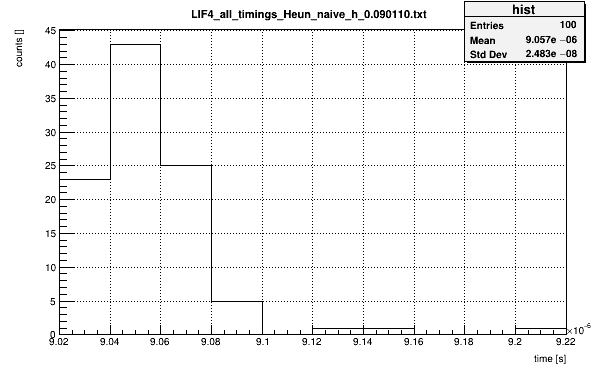 LIF4_all_timings_Heun_naive_h_0.090110.txt
hist
Entries 100
Mean 9.057e −06
Std Dev 2.483e −08
counts []
45
40
35
30
25
20
15
10
5
0
9.02 9.04 9.06 9.08 9.1 9.12 9.14 9.16 9.18 9.2 9.22
×10⁻⁶
time [s]